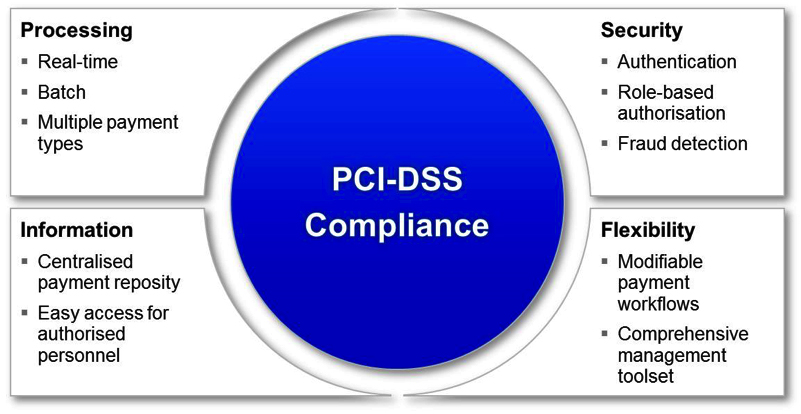 Processing
▪ Real-time
▪ Batch
▪ Multiple payment
types
Security
▪ Authentication
▪ Role-based
authorisation
▪ Fraud detection
PCI-DSS
Compliance
Information
▪ Centralised
payment reposity
▪ Easy access for
authorised
personnel
Flexibility
▪ Modifiable
payment
workflows
▪ Comprehensive
management
toolset